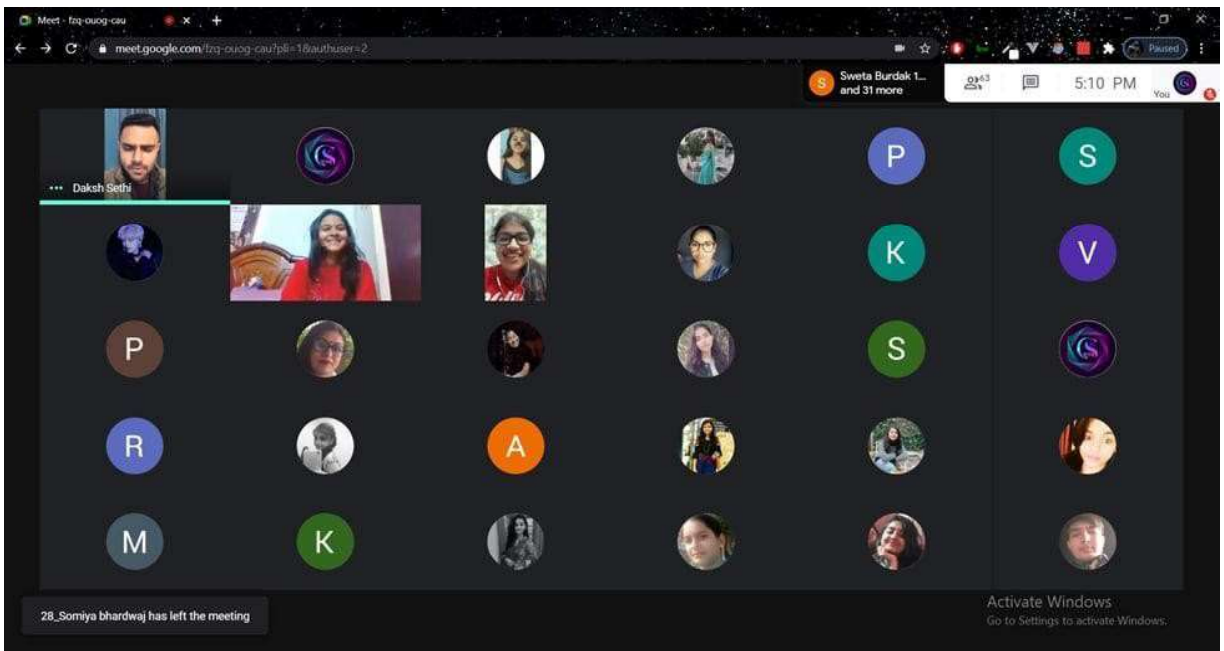 Meet - fzq-ouog-cau
meet.google.com/fzq-ouog-cau?pli=1&authuser=2
Paused
Sweta Burdak 1...
and 31 more
S
63
5:10 PM
You
Daksh Sethi
CS
P
S
K
V
P
S
CS
R
A
M
K
28_Somiya bhardwaj has left the meeting
Activate Windows
Go to Settings to activate Windows.